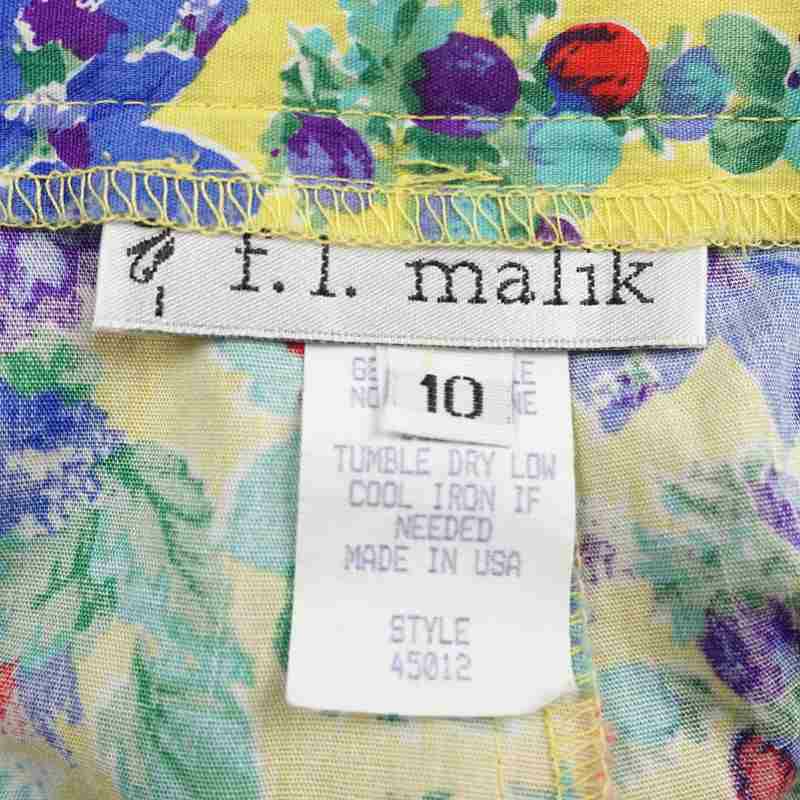 f.l. malik
10
TUMBLE DRY LOW
COOL IRON IF
NEEDED
MADE IN USA
STYLE
45012